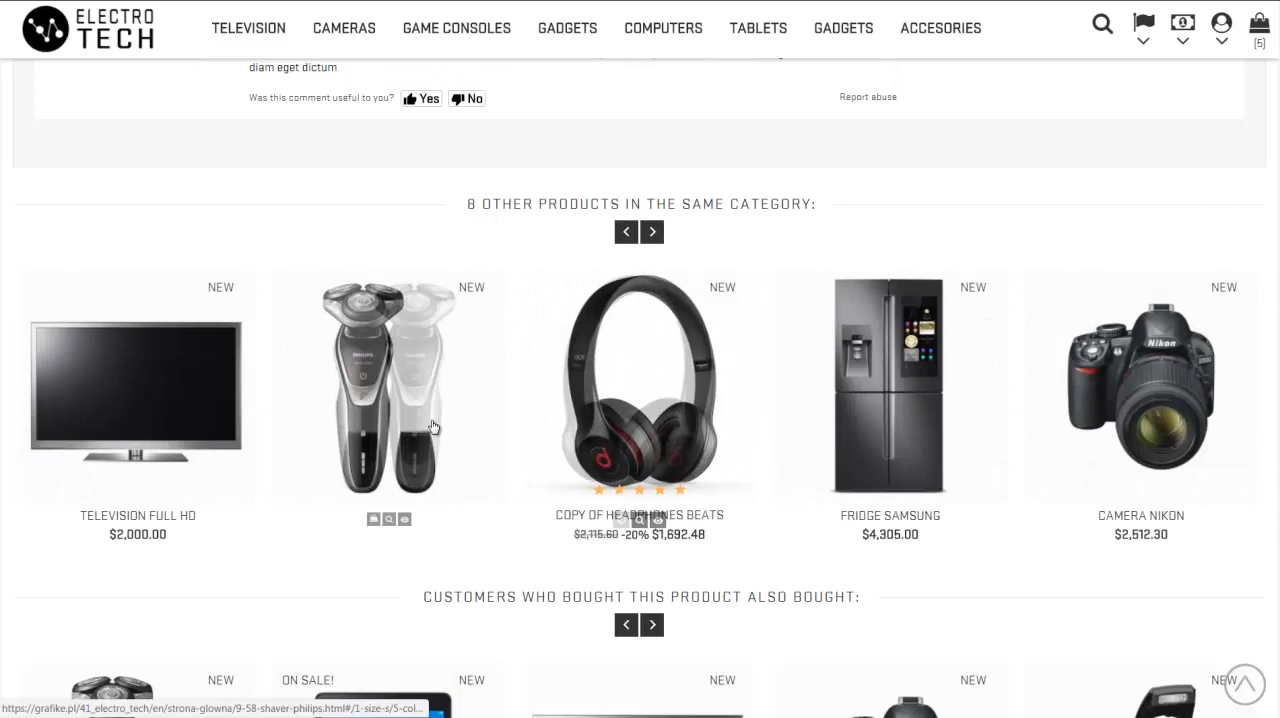 ELECTRO
TECH
TELEVISION CAMERAS GAME CONSOLES GADGETS COMPUTERS TABLETS GADGETS ACCESORIES
(5)
diam eget dictum.
Was this comment useful to you? Yes No Report abuse
8 OTHER PRODUCTS IN THE SAME CATEGORY:
NEW NEW NEW NEW NEW
PHILIPS
Nikon
TELEVISION FULL HD COPY OF HEADPHONES BEATS FRIDGE SAMSUNG CAMERA NIKON
$2,000.00 $2,115.60 -20% $1,692.48 $4,305.00 $2,512.30
CUSTOMERS WHO BOUGHT THIS PRODUCT ALSO BOUGHT:
NEW ON SALE! NEW NEW NEW NEW
https://grafike.pl/41_electro_tech/en/strona-glowna/9-58-shaver-philips.html#/1-size-s/5-col...